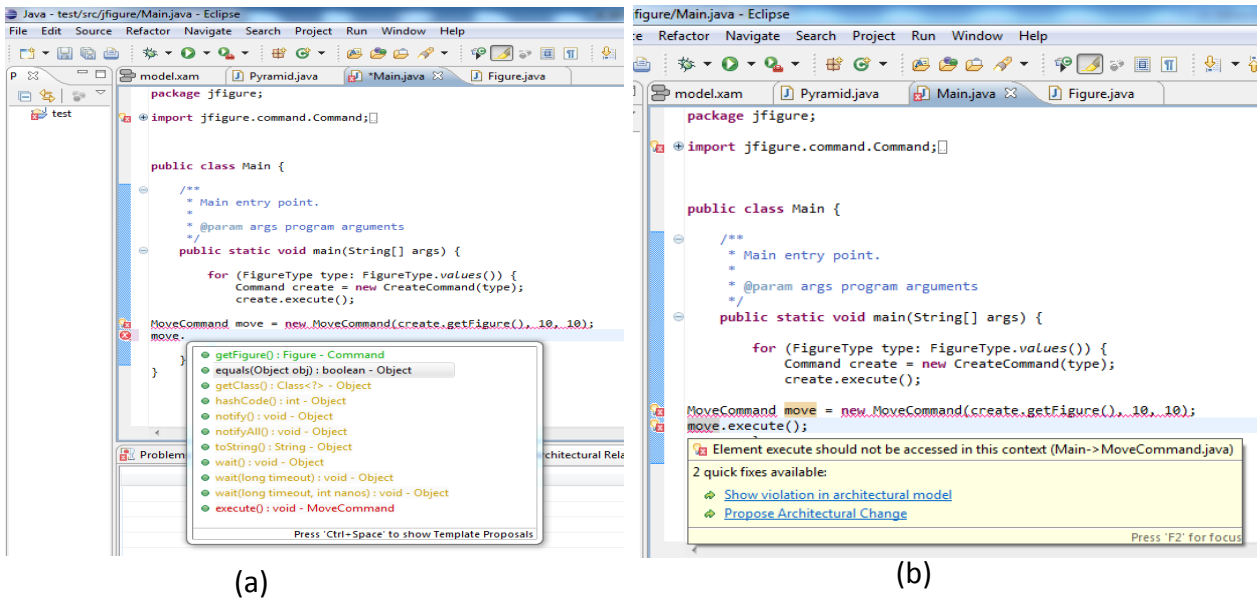 Java - test/src/jfigure/Main.java - Eclipse
File Edit Source Refactor Navigate Search Project Run Window Help
P
model.xam Pyramid.java *Main.java Figure.java
test
package jfigure;
import jfigure.command.Command;
public class Main {
/**
* Main entry point.
*
* @param args program arguments
*/
public static void main(String[] args) {
for (FigureType type: FigureType.values()) {
Command create = new CreateCommand(type);
create.execute();
MoveCommand move = new MoveCommand(create.getFigure(), 10, 10);
move.
}
}
getFigure() : Figure - Command
equals(Object obj) : boolean - Object
getClass() : Class<?> - Object
hashCode() : int - Object
notify() : void - Object
notifyAll() : void - Object
toString() : String - Object
wait() : void - Object
wait(long timeout) : void - Object
wait(long timeout, int nanos) : void - Object
execute() : void - MoveCommand
Press 'Ctrl+Space' to show Template Proposals
Problem
chitectural Rela
(a)
figure/Main.java - Eclipse
ce Refactor Navigate Search Project Run Window Help
model.xam Pyramid.java Main.java Figure.java
package jfigure;
import jfigure.command.Command;
public class Main {
/**
* Main entry point.
*
* @param args program arguments
*/
public static void main(String[] args) {
for (FigureType type: FigureType.values()) {
Command create = new CreateCommand(type);
create.execute();
MoveCommand move = new MoveCommand(create.getFigure(), 10, 10);
move.execute();
Element execute should not be accessed in this context (Main->MoveCommand.java)
2 quick fixes available:
Show violation in architectural model
Propose Architectural Change
Press 'F2' for focus
(b)